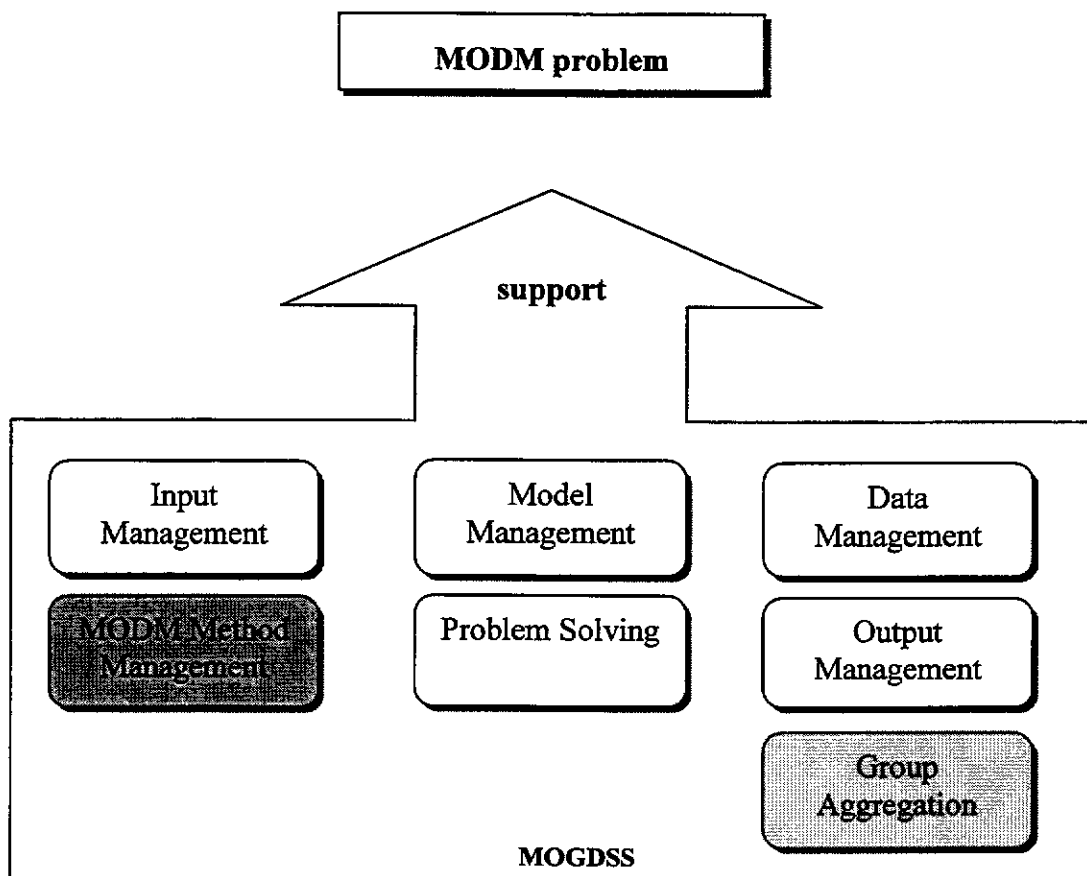 MODM problem
support
Input
Management
Model
Management
Data
Management
MODM Method
Management
Problem Solving
Output
Management
Group
Aggregation
MOGDSS